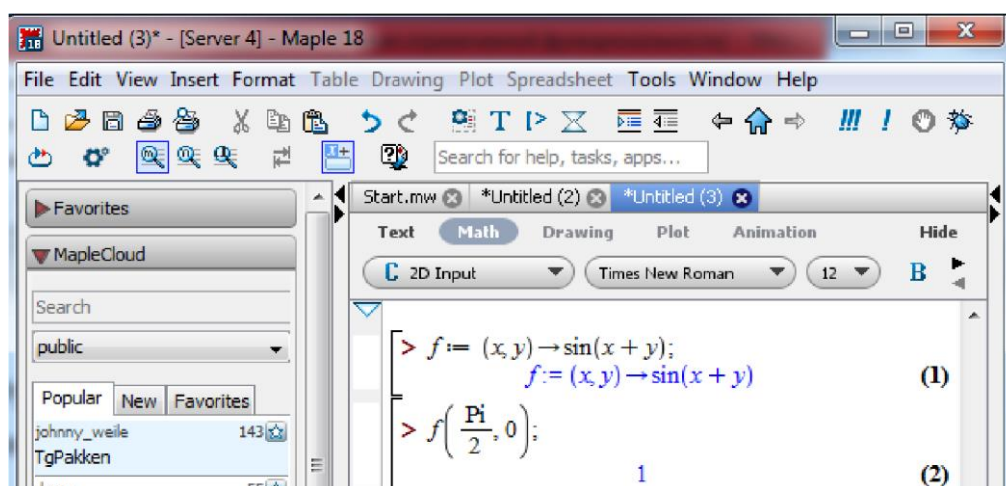 Untitled (3)* - [Server 4] - Maple 18
File Edit View Insert Format Table Drawing Plot Spreadsheet Tools Window Help
Search for help, tasks, apps...
Favorites
MapleCloud
Search
public
Popular New Favorites
johnny_weile 143
TgPakken
Start.mw *Untitled (2) *Untitled (3)
Text Math Drawing Plot Animation Hide
C 2D Input Times New Roman 12 B
> f := (x, y) → sin(x + y);
f := (x, y) → sin(x + y) (1)
> f(Pi/2, 0);
1 (2)